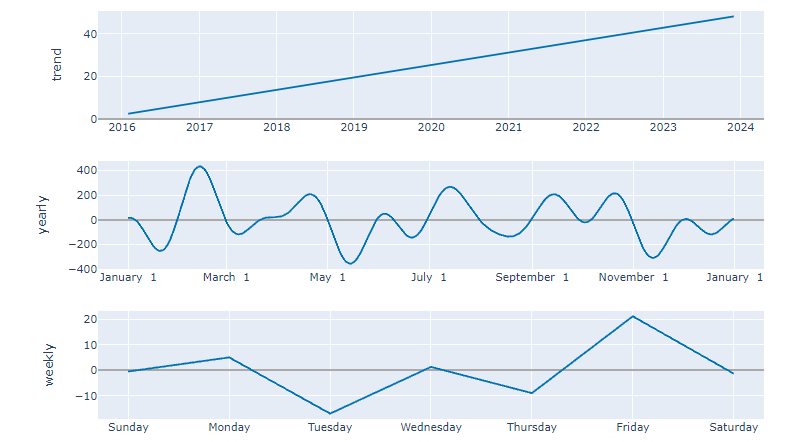 trend
40
20
0
2016 2017 2018 2019 2020 2021 2022 2023 2024
yearly
400
200
0
−200
−400
January 1 March 1 May 1 July 1 September 1 November 1 January 1
weekly
20
10
0
−10
Sunday Monday Tuesday Wednesday Thursday Friday Saturday